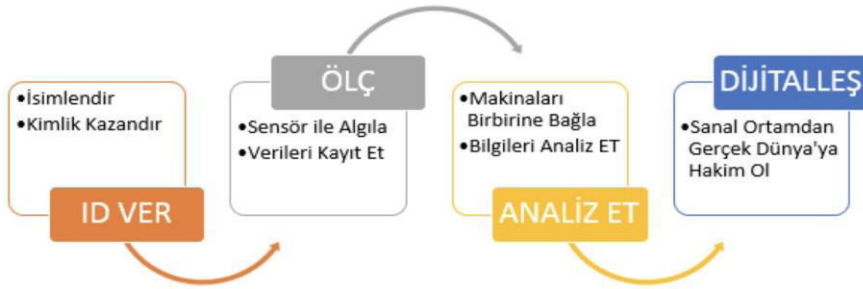 •İsimlendir
•Kimlik Kazandır
ID VER
ÖLÇ
•Sensör ile Algıla
•Verileri Kayıt Et
•Makinaları
Birbirine Bağla
•Bilgileri Analiz ET
ANALİZ ET
DİJİTALLEŞ
•Sanal Ortamdan
Gerçek Dünya'ya
Hakim Ol